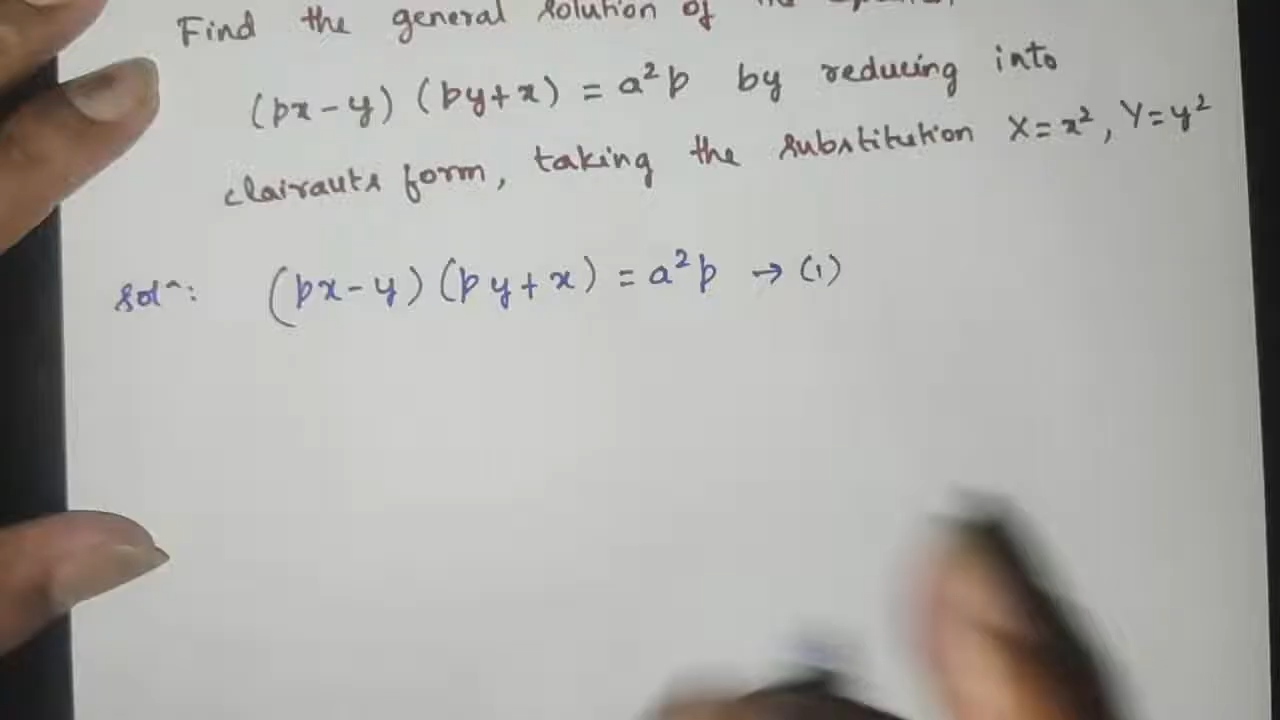 Find the general solution of
(px-y) (py+x) = a²p by reducing into
clairauts form, taking the substitution X=x², Y=y²
solⁿ: (px-y) (py+x) = a²p → (1)